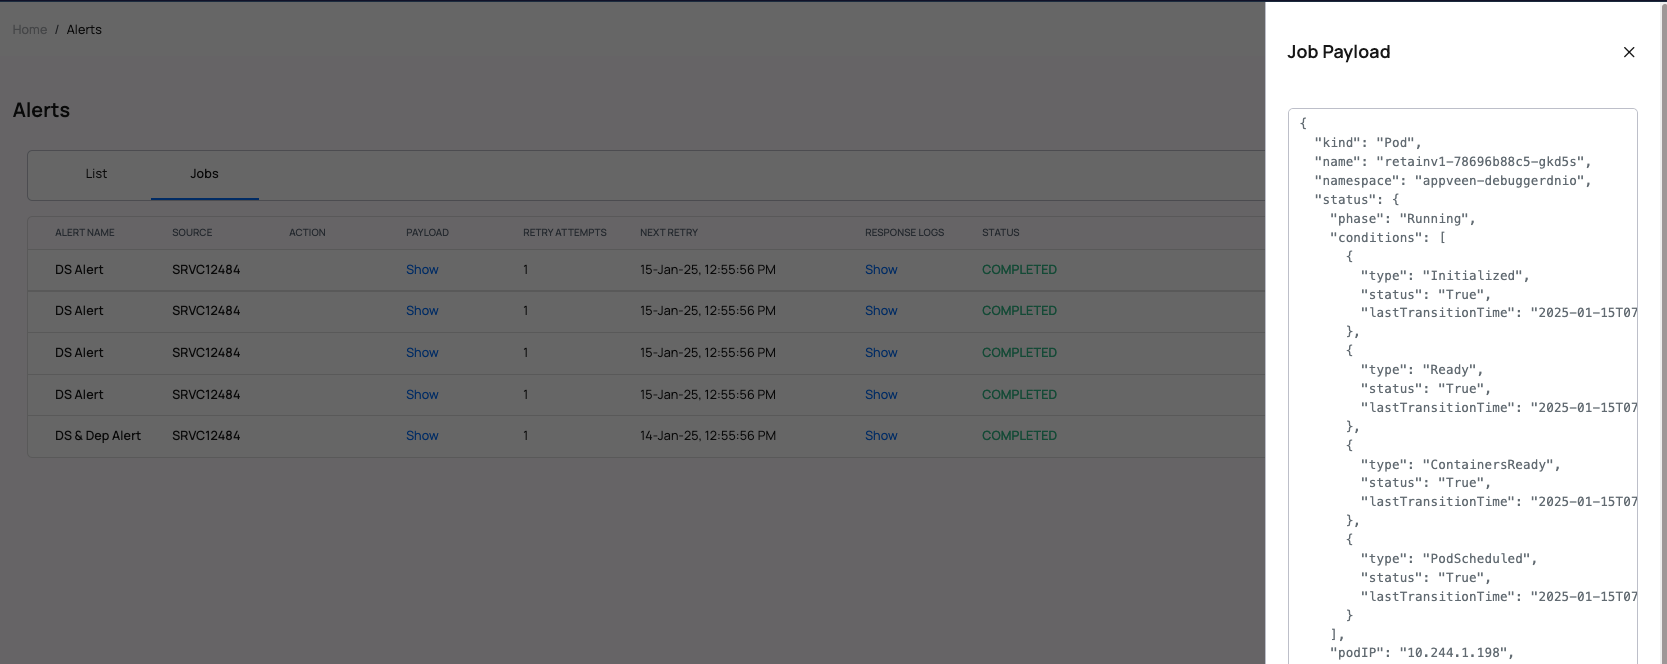 Home / Alerts
Alerts
List Jobs
ALERT NAME SOURCE ACTION PAYLOAD RETRY ATTEMPTS NEXT RETRY RESPONSE LOGS STATUS
DS Alert SRVC12484 Show 1 15-Jan-25, 12:55:56 PM Show COMPLETED
DS Alert SRVC12484 Show 1 15-Jan-25, 12:55:56 PM Show COMPLETED
DS Alert SRVC12484 Show 1 15-Jan-25, 12:55:56 PM Show COMPLETED
DS Alert SRVC12484 Show 1 15-Jan-25, 12:55:56 PM Show COMPLETED
DS & Dep Alert SRVC12484 Show 1 14-Jan-25, 12:55:56 PM Show COMPLETED
Job Payload
{
"kind": "Pod",
"name": "retainv1-78696b88c5-gkd5s",
"namespace": "appveen-debuggerdnio",
"status": {
"phase": "Running",
"conditions": [
{
"type": "Initialized",
"status": "True",
"lastTransitionTime": "2025-01-15T07
},
{
"type": "Ready",
"status": "True",
"lastTransitionTime": "2025-01-15T07
},
{
"type": "ContainersReady",
"status": "True",
"lastTransitionTime": "2025-01-15T07
},
{
"type": "PodScheduled",
"status": "True",
"lastTransitionTime": "2025-01-15T07
}
],
"podIP": "10.244.1.198",